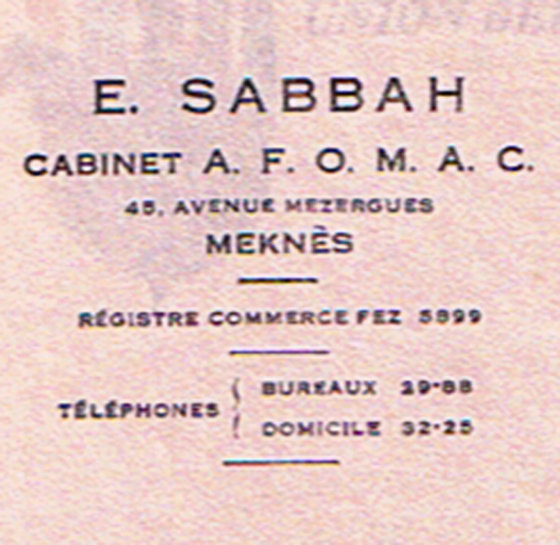 E. SABBAH
CABINET A. F. O. M. A. C.
45, AVENUE MEZERGUES
MEKNÈS
RÉGISTRE COMMERCE FEZ 5899
TÉLÉPHONES
BUREAUX 29-88
DOMICILE 32-25